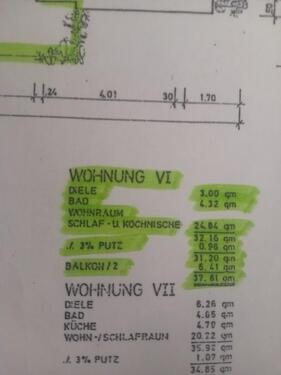 24 4.01 30 1.70
WOHNUNG VI
DIELE 3.00 qm
BAD 4.32 qm
WOHNRAUM
SCHLAF - U. KOCHNISCHE 24.84 qm
32.16 qm
./. 3% PUTZ 0.96 qm
31.20 qm
BALKON / 2 6.41 qm
37.61 qm
WOHNUNG VII
DIELE 6.26 qm
BAD 4.65 qm
KÜCHE 4.70 qm
WOHN-/SCHLAFRAUM 20.72 qm
35.92 qm
./. 3% PUTZ 1.07 qm
34.85 qm